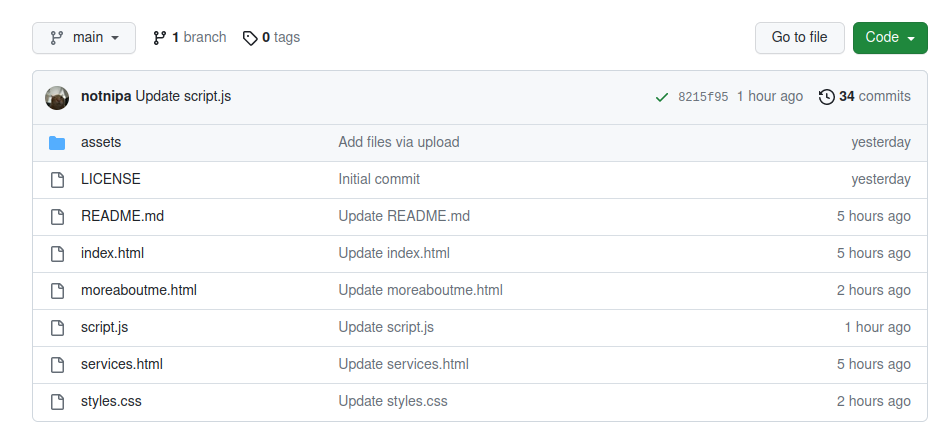 main 1 branch 0 tags Go to file Code
notnipa Update script.js 8215f95 1 hour ago 34 commits
assets Add files via upload yesterday
LICENSE Initial commit yesterday
README.md Update README.md 5 hours ago
index.html Update index.html 5 hours ago
moreaboutme.html Update moreaboutme.html 2 hours ago
script.js Update script.js 1 hour ago
services.html Update services.html 5 hours ago
styles.css Update styles.css 2 hours ago